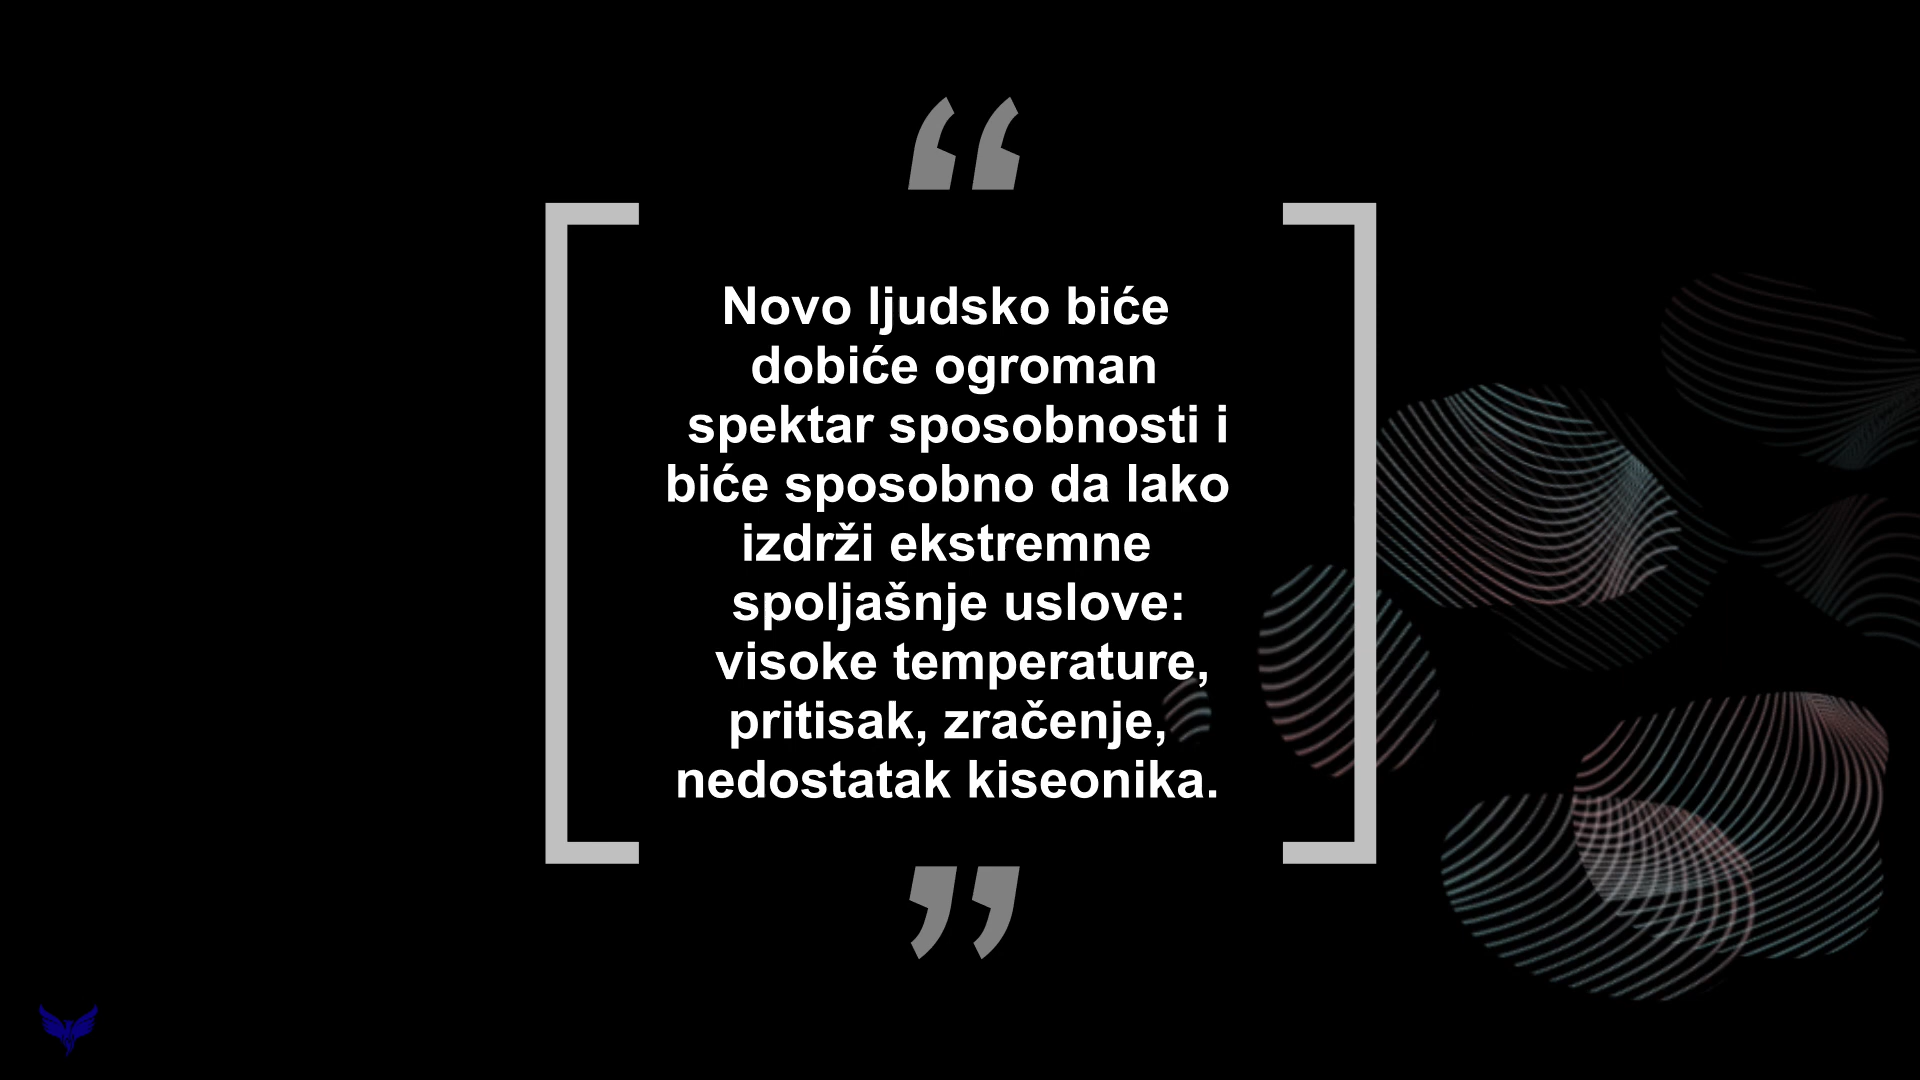 “
Novo ljudsko biće
dobiće ogroman
spektar sposobnosti i
biće sposobno da lako
izdrži ekstremne
spoljašnje uslove:
visoke temperature,
pritisak, zračenje,
nedostatak kiseonika.
”